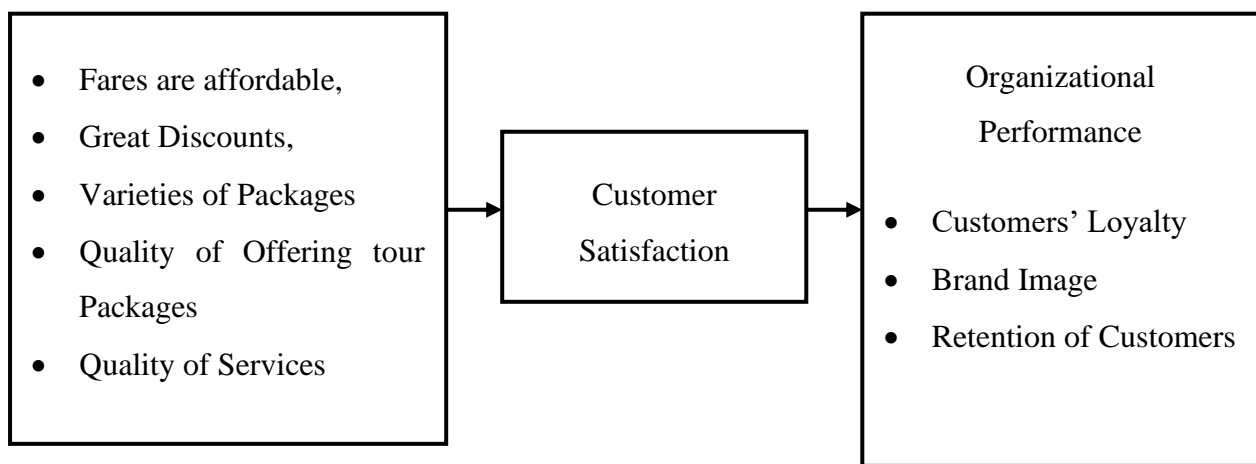 Fares are affordable,
Great Discounts,
Varieties of Packages
Quality of Offering tour
Packages
Quality of Services
Customer
Satisfaction
Organizational
Performance
Customers’ Loyalty
Brand Image
Retention of Customers